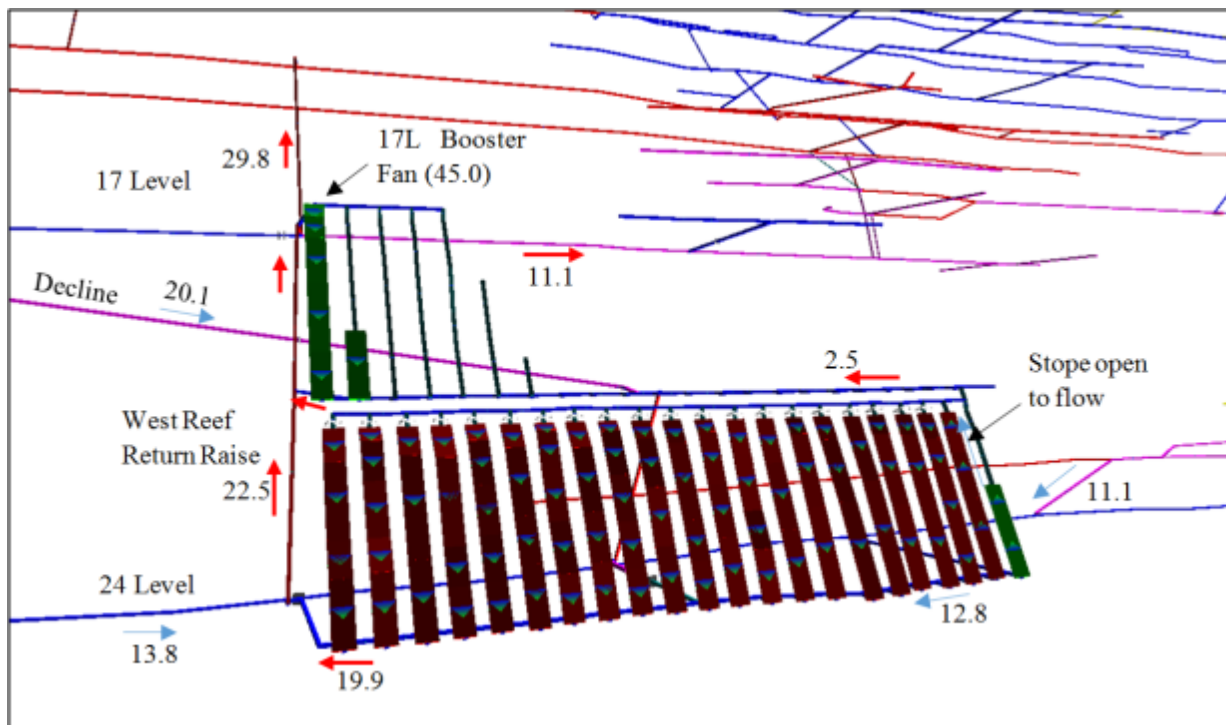 17L Booster
Fan (45.0)
29.8
17 Level
11.1
Decline
20.1
2.5
Stope open
to flow
West Reef
Return Raise
22.5
11.1
24 Level
13.8
12.8
19.9